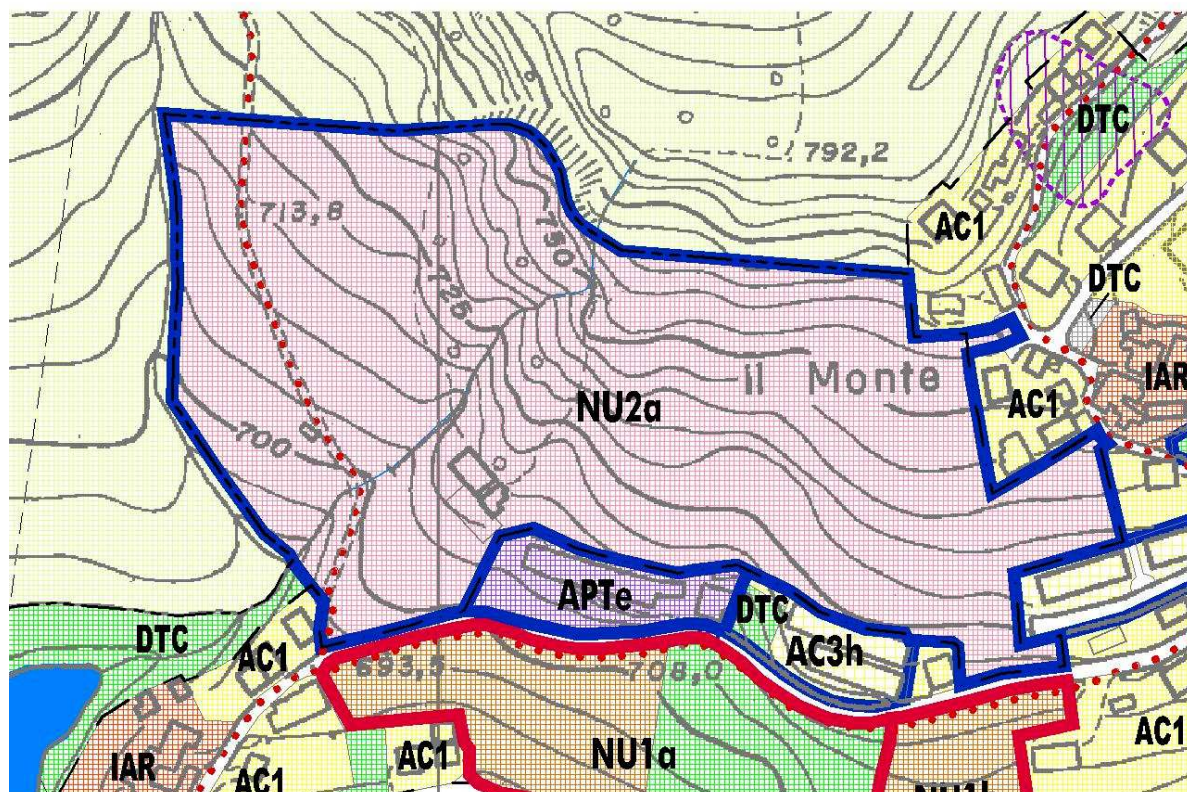 DTC
792,2
AC1
713,8
750
DTC
725
il Monte
IAR
NU2a
AC1
700
APTe
DTC
DTC
AC3h
AC1
693,5
708,0
NU1a
AC1
AC1
IAR
AC1